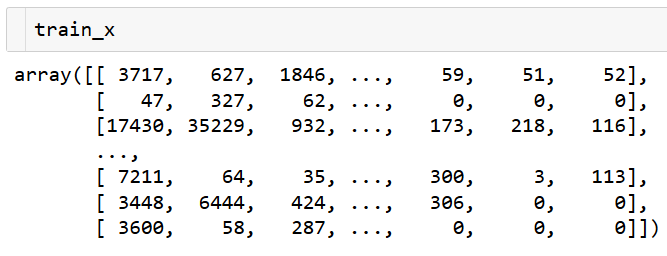 train_x
array([[ 3717, 627, 1846, ..., 59, 51, 52],
[ 47, 327, 62, ..., 0, 0, 0],
[17430, 35229, 932, ..., 173, 218, 116],
...,
[ 7211, 64, 35, ..., 300, 3, 113],
[ 3448, 6444, 424, ..., 306, 0, 0],
[ 3600, 58, 287, ..., 0, 0, 0]])